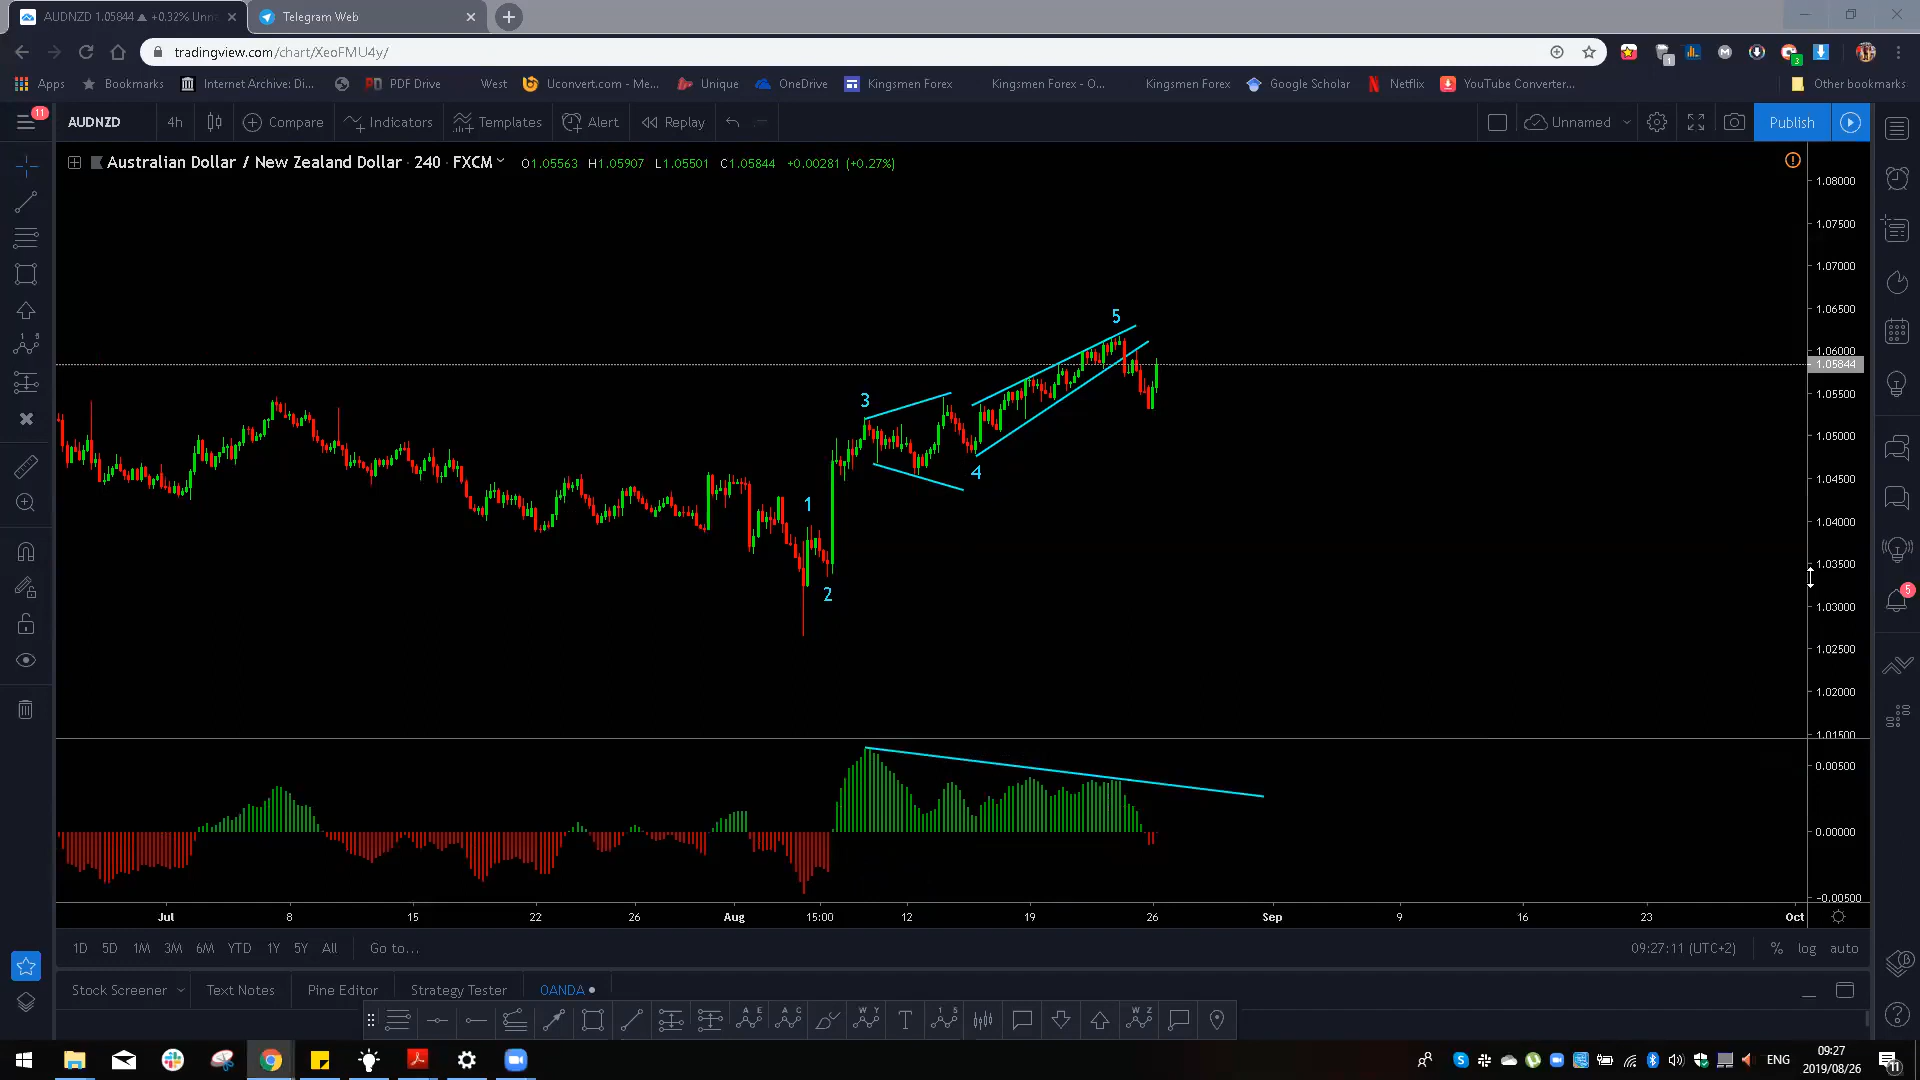 AUDNZD 1.05844 ▲ +0.32% Unn
Telegram Web
tradingview.com/chart/XeoFMU4y/
1
3
Apps
Bookmarks
Internet Archive: Di...
PDF Drive
West
Uconvert.com - Me...
Unique
OneDrive
Kingsmen Forex
Kingsmen Forex - O...
Kingsmen Forex
Google Scholar
Netflix
YouTube Converter...
Other bookmarks
11
AUDNZD
4h
Compare
Indicators
Templates
Alert
Replay
Unnamed
Publish
Australian Dollar / New Zealand Dollar · 240 · FXCM
O1.05563 H1.05907 L1.05501 C1.05844 +0.00281 (+0.27%)
1.08000
1.07500
1.07000
1.06500
1.06000
1.05844
1.05500
1.05000
1.04500
1.04000
1.03500
1.03000
1.02500
1.02000
1.01500
0.00500
0.00000
-0.00500
1
2
3
4
5
5
Jul
8
15
22
26
Aug
15:00
12
19
26
Sep
9
16
23
Oct
1D 5D 1M 3M 6M YTD 1Y 5Y All
Go to...
09:27:11 (UTC+2)
%
log
auto
Stock Screener
Text Notes
Pine Editor
Strategy Tester
OANDA
A E
A C
W Y
T
1 5
W Z
ENG
09:27
2019/08/26
11